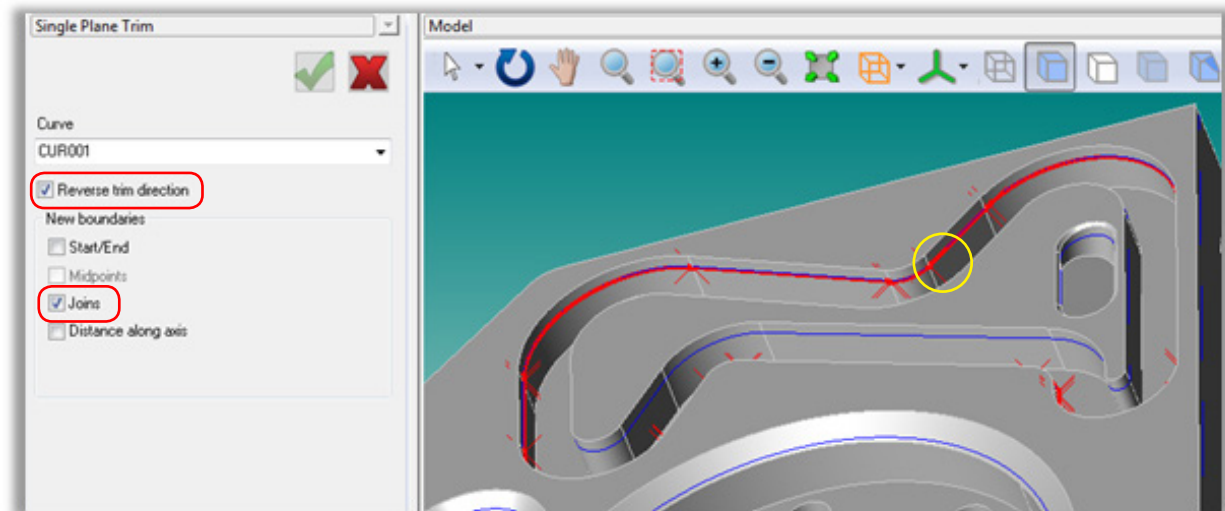 Single Plane Trim
Curve
CUR001
Reverse trim direction
New boundaries
Start/End
Midpoints
Joins
Distance along axis
Model